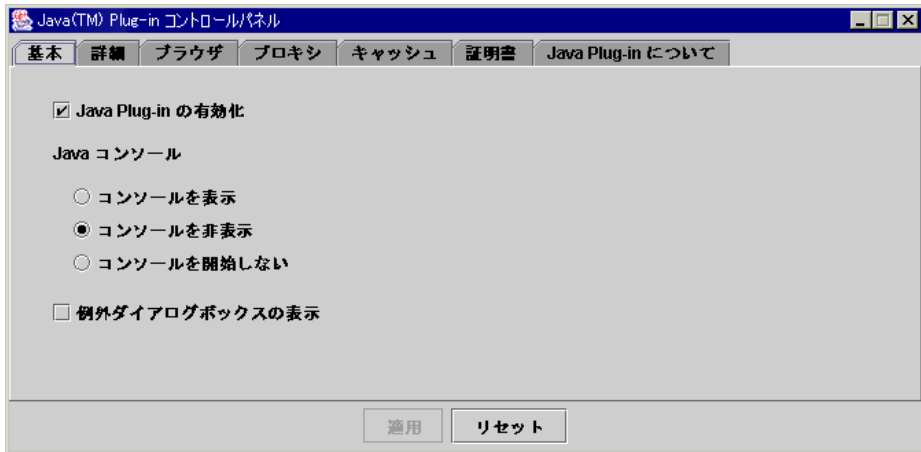 Java(TM) Plug-in コントロールパネル
基本 詳細 ブラウザ プロキシ キャッシュ 証明書 Java Plug-in について
Java Plug-in の有効化
Java コンソール
コンソールを表示
コンソールを非表示
コンソールを開始しない
例外ダイアログボックスの表示
適用 リセット